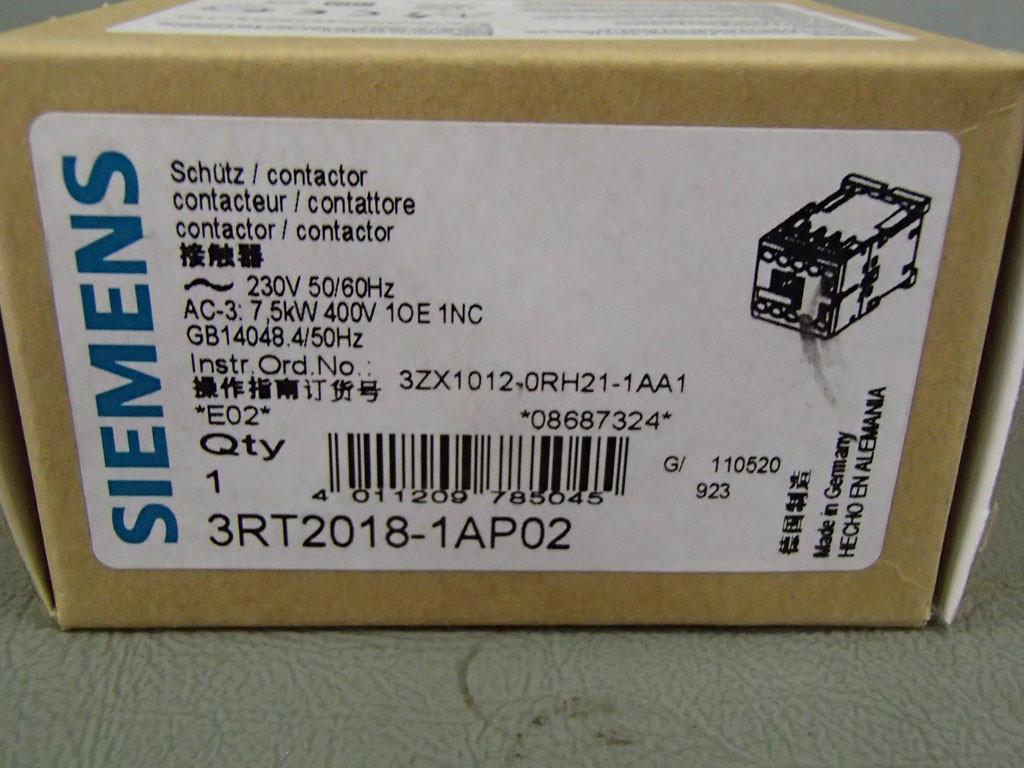 SIEMENS
Schütz / contactor
contacteur / contattore
contactor / contactor
接触器
~ 230V 50/60Hz
AC-3: 7,5kW 400V 1OE 1NC
GB14048.4/50Hz
Instr.Ord.No.:
操作指南订货号 3ZX1012-0RH21-1AA1
*E02* *08687324*
Qty
1
4 011209 785045
G/ 110520
923
3RT2018-1AP02
德国制造
Made in Germany
HECHO EN ALEMANIA